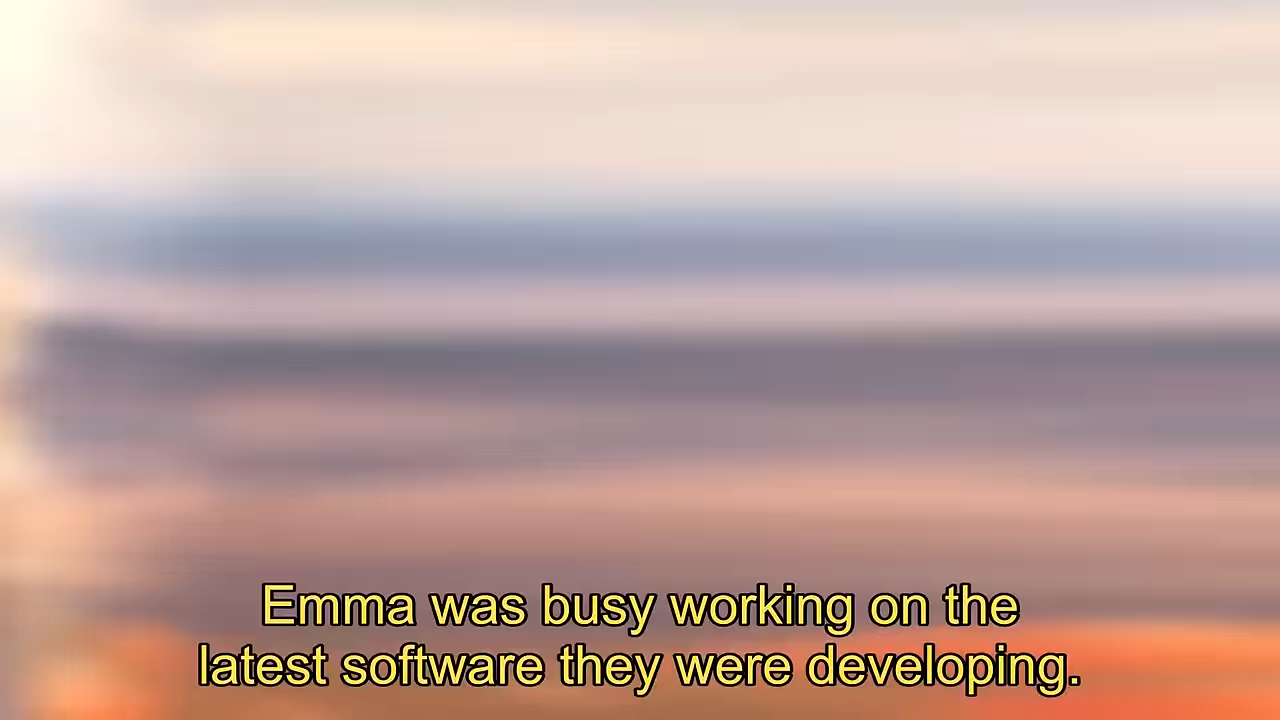 Emma was busy working on the
latest software they were developing.